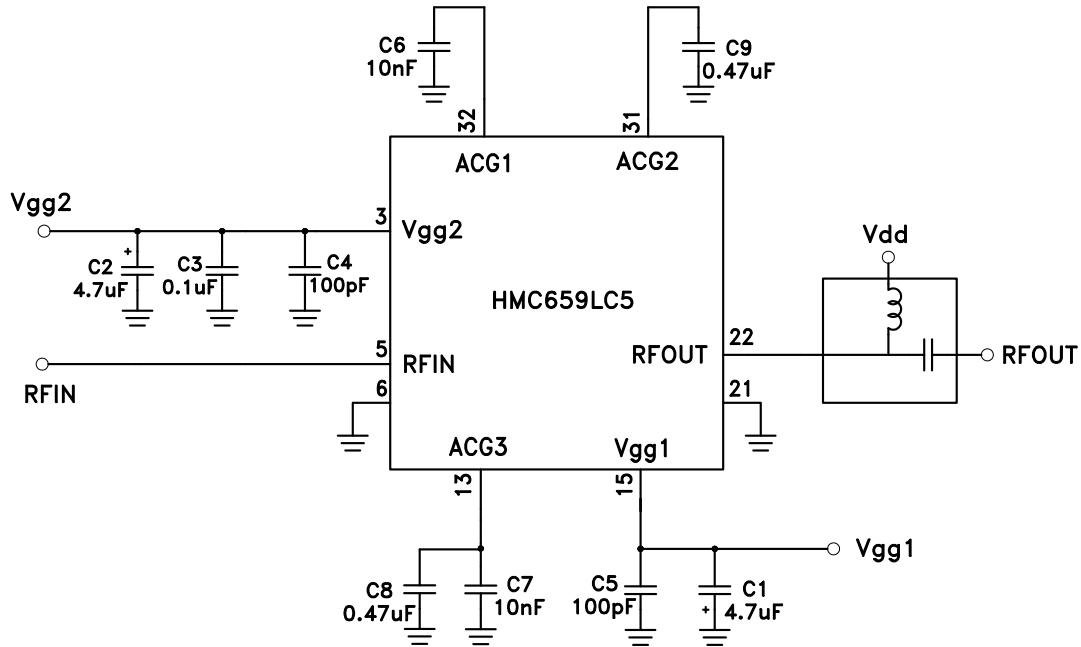 C6
10nF
C9
0.47uF
32
31
ACG1
ACG2
Vgg2
3
Vgg2
+
C2
4.7uF
C3
0.1uF
C4
100pF
Vdd
HMC659LC5
5
RFIN
RFIN
RFOUT
22
RFOUT
6
21
ACG3
Vgg1
13
15
Vgg1
C8
0.47uF
C7
10nF
C5
100pF
C1
+
4.7uF